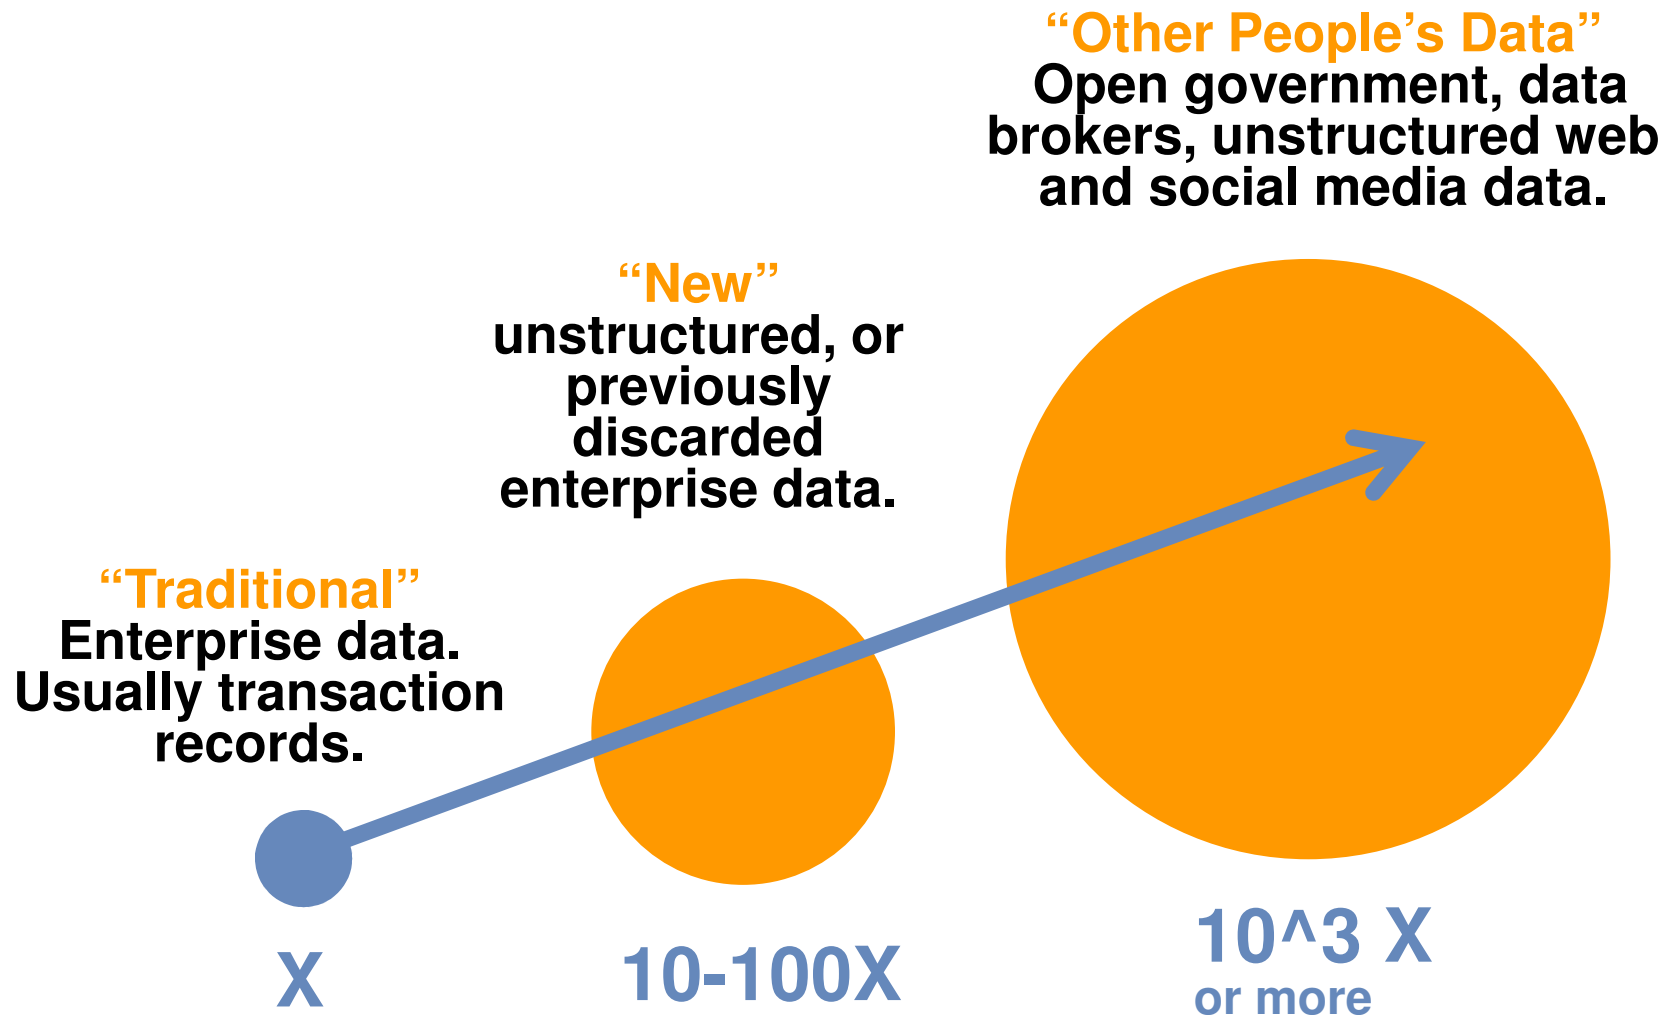 “Other People’s Data”
Open government, data
brokers, unstructured web
and social media data.
“New”
unstructured, or
previously
discarded
enterprise data.
“Traditional”
Enterprise data.
Usually transaction
records.
X
10-100X
10^3 X
or more